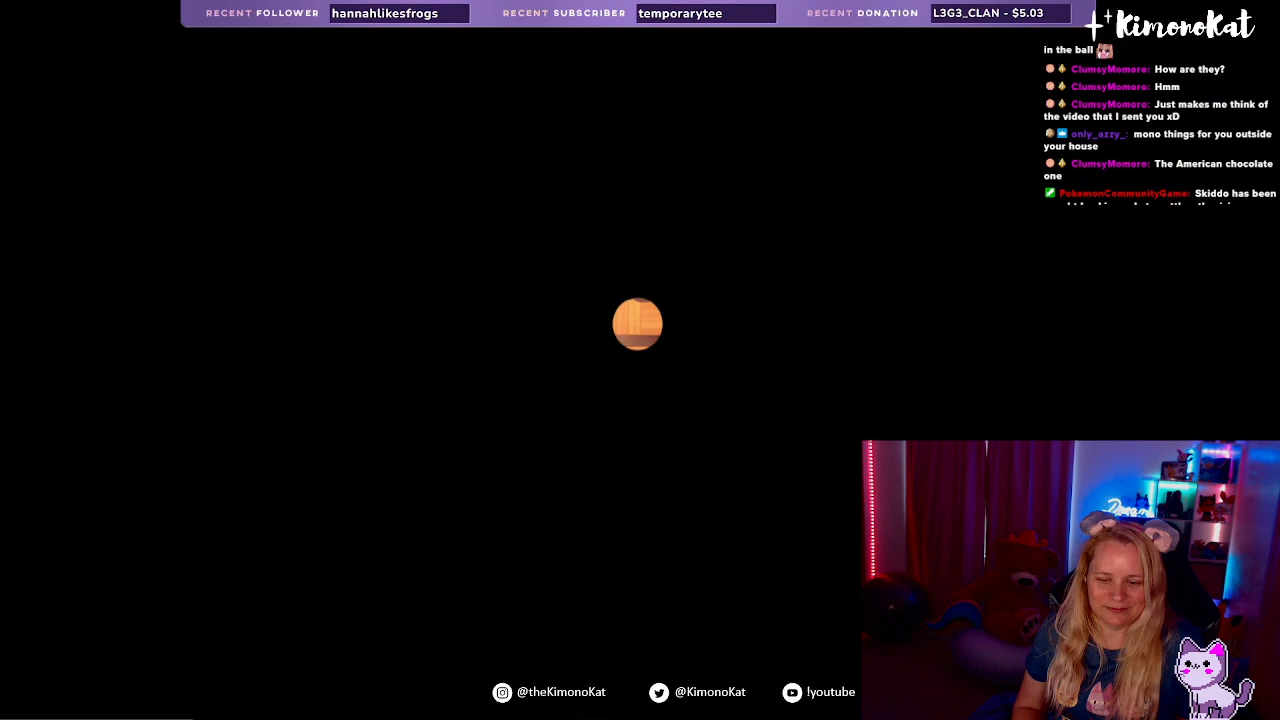 RECENT FOLLOWER hannahlikesfrogs RECENT SUBSCRIBER temporarytee RECENT DONATION L3G3_CLAN - $5.03
KimonoKat
in the ball
ClumsyMomoro: How are they?
ClumsyMomoro: Hmm
ClumsyMomoro: Just makes me think of
the video that I sent you xD
only_azzy_: mono things for you outside
your house
ClumsyMomoro: The American chocolate
one
PokemonCommunityGame: Skiddo has been
@theKimonoKat @KimonoKat !youtube